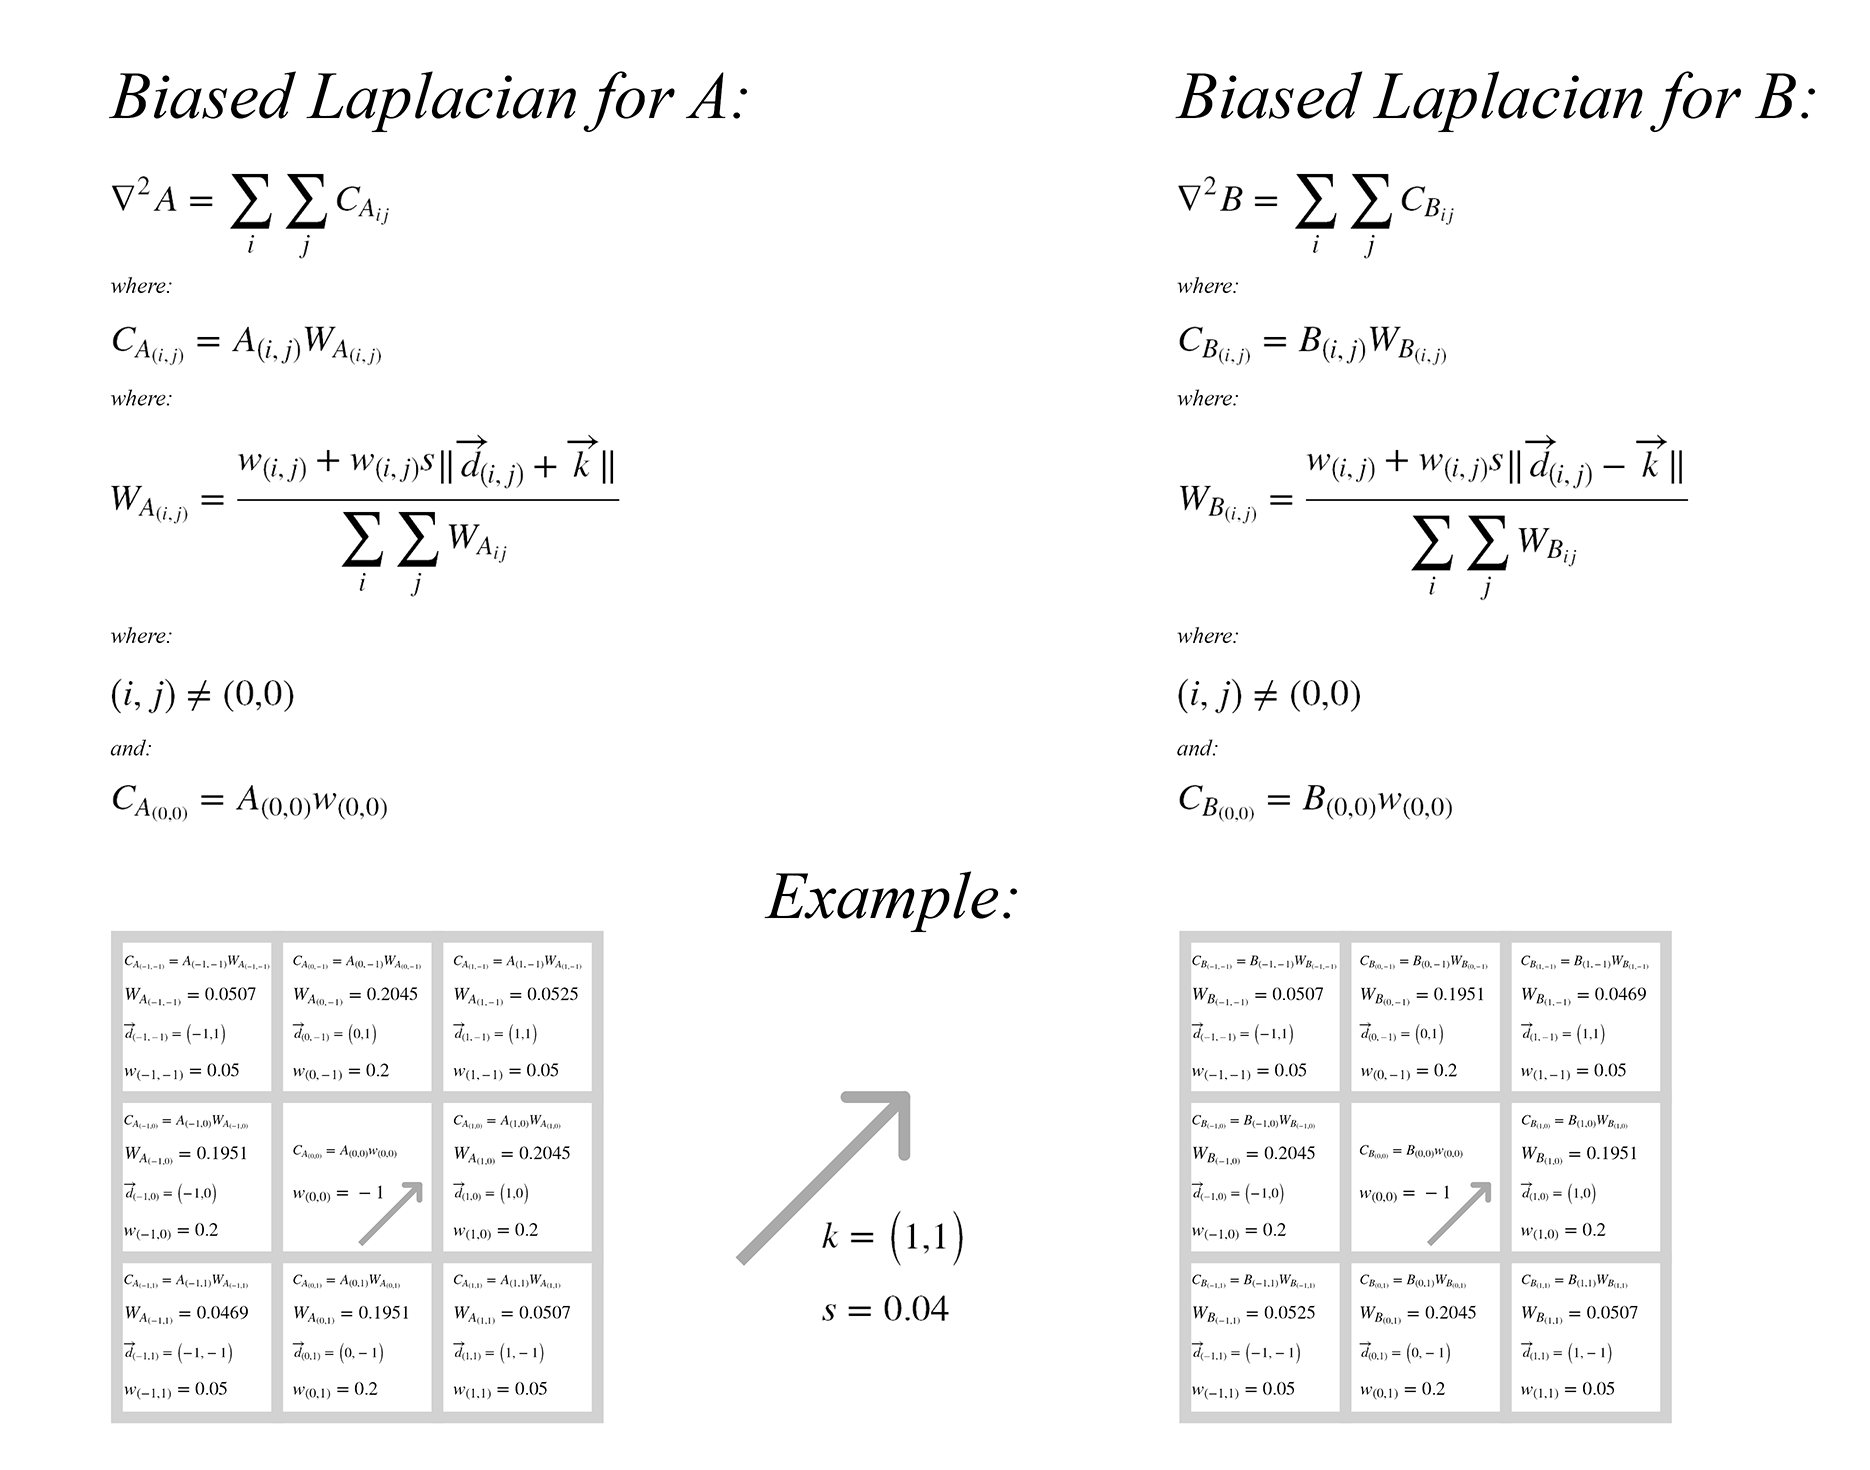 Biased Laplacian for A:
∇²A = ∑_i ∑_j C_{A_{ij}}
where:
C_{A_{(i,j)}} = A_{(i,j)}W_{A_{(i,j)}}
where:
W_{A_{(i,j)}} = \frac{w_{(i,j)} + w_{(i,j)}s‖\vec{d}_{(i,j)} + \vec{k}‖}{∑_i ∑_j W_{A_{ij}}}
where:
(i, j) ≠ (0,0)
and:
C_{A_{(0,0)}} = A_{(0,0)}w_{(0,0)}
Biased Laplacian for B:
∇²B = ∑_i ∑_j C_{B_{ij}}
where:
C_{B_{(i,j)}} = B_{(i,j)}W_{B_{(i,j)}}
where:
W_{B_{(i,j)}} = \frac{w_{(i,j)} + w_{(i,j)}s‖\vec{d}_{(i,j)} − \vec{k}‖}{∑_i ∑_j W_{B_{ij}}}
where:
(i, j) ≠ (0,0)
and:
C_{B_{(0,0)}} = B_{(0,0)}w_{(0,0)}
Example:
C_{A_{(−1,−1)}} = A_{(−1,−1)}W_{A_{(−1,−1)}}
W_{A_{(−1,−1)}} = 0.0507
\vec{d}_{(−1,−1)} = (−1,1)
w_{(−1,−1)} = 0.05
C_{A_{(0,−1)}} = A_{(0,−1)}W_{A_{(0,−1)}}
W_{A_{(0,−1)}} = 0.2045
\vec{d}_{(0,−1)} = (0,1)
w_{(0,−1)} = 0.2
C_{A_{(1,−1)}} = A_{(1,−1)}W_{A_{(1,−1)}}
W_{A_{(1,−1)}} = 0.0525
\vec{d}_{(1,−1)} = (1,1)
w_{(1,−1)} = 0.05
C_{A_{(−1,0)}} = A_{(−1,0)}W_{A_{(−1,0)}}
W_{A_{(−1,0)}} = 0.1951
\vec{d}_{(−1,0)} = (−1,0)
w_{(−1,0)} = 0.2
C_{A_{(0,0)}} = A_{(0,0)}w_{(0,0)}
w_{(0,0)} = − 1
C_{A_{(1,0)}} = A_{(1,0)}W_{A_{(1,0)}}
W_{A_{(1,0)}} = 0.2045
\vec{d}_{(1,0)} = (1,0)
w_{(1,0)} = 0.2
C_{A_{(−1,1)}} = A_{(−1,1)}W_{A_{(−1,1)}}
W_{A_{(−1,1)}} = 0.0469
\vec{d}_{(−1,1)} = (−1, − 1)
w_{(−1,1)} = 0.05
C_{A_{(0,1)}} = A_{(0,1)}W_{A_{(0,1)}}
W_{A_{(0,1)}} = 0.1951
\vec{d}_{(0,1)} = (0, − 1)
w_{(0,1)} = 0.2
C_{A_{(1,1)}} = A_{(1,1)}W_{A_{(1,1)}}
W_{A_{(1,1)}} = 0.0507
\vec{d}_{(1,1)} = (1, − 1)
w_{(1,1)} = 0.05
k = (1,1)
s = 0.04
C_{B_{(−1,−1)}} = B_{(−1,−1)}W_{B_{(−1,−1)}}
W_{B_{(−1,−1)}} = 0.0507
\vec{d}_{(−1,−1)} = (−1,1)
w_{(−1,−1)} = 0.05
C_{B_{(0,−1)}} = B_{(0,−1)}W_{B_{(0,−1)}}
W_{B_{(0,−1)}} = 0.1951
\vec{d}_{(0,−1)} = (0,1)
w_{(0,−1)} = 0.2
C_{B_{(1,−1)}} = B_{(1,−1)}W_{B_{(1,−1)}}
W_{B_{(1,−1)}} = 0.0469
\vec{d}_{(1,−1)} = (1,1)
w_{(1,−1)} = 0.05
C_{B_{(−1,0)}} = B_{(−1,0)}W_{B_{(−1,0)}}
W_{B_{(−1,0)}} = 0.2045
\vec{d}_{(−1,0)} = (−1,0)
w_{(−1,0)} = 0.2
C_{B_{(0,0)}} = B_{(0,0)}w_{(0,0)}
w_{(0,0)} = − 1
C_{B_{(1,0)}} = B_{(1,0)}W_{B_{(1,0)}}
W_{B_{(1,0)}} = 0.1951
\vec{d}_{(1,0)} = (1,0)
w_{(1,0)} = 0.2
C_{B_{(−1,1)}} = B_{(−1,1)}W_{B_{(−1,1)}}
W_{B_{(−1,1)}} = 0.0525
\vec{d}_{(−1,1)} = (−1, − 1)
w_{(−1,1)} = 0.05
C_{B_{(0,1)}} = B_{(0,1)}W_{B_{(0,1)}}
W_{B_{(0,1)}} = 0.2045
\vec{d}_{(0,1)} = (0, − 1)
w_{(0,1)} = 0.2
C_{B_{(1,1)}} = B_{(1,1)}W_{B_{(1,1)}}
W_{B_{(1,1)}} = 0.0507
\vec{d}_{(1,1)} = (1, − 1)
w_{(1,1)} = 0.05